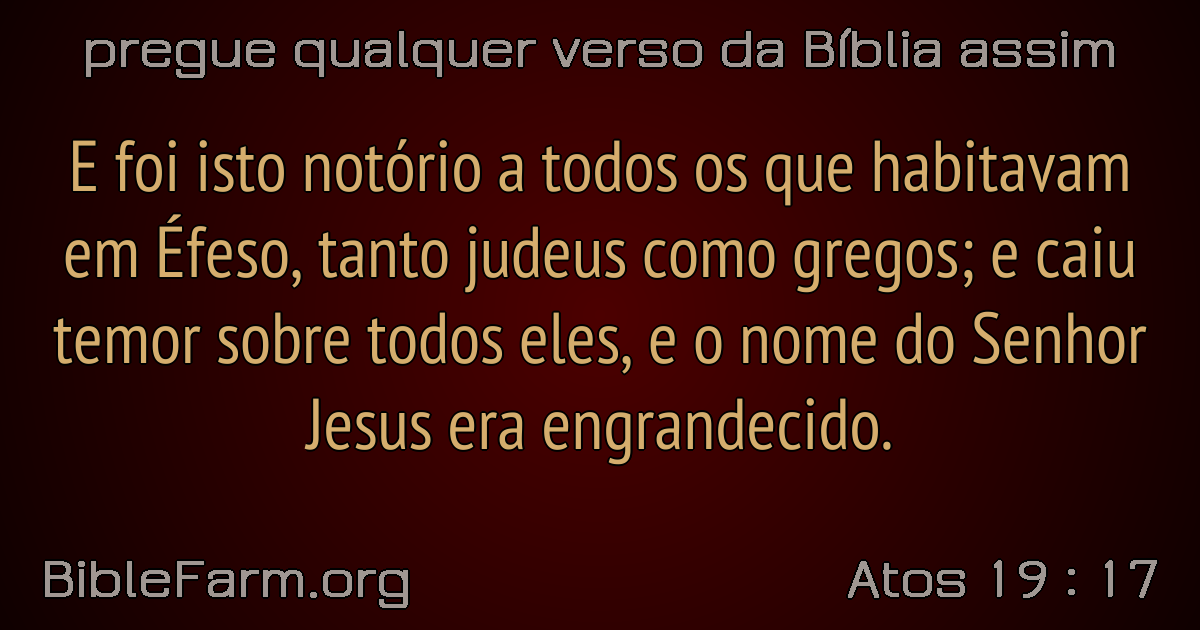 pregue qualquer verso da Bíblia assim
E foi isto notório a todos os que habitavam
em Éfeso, tanto judeus como gregos; e caiu
temor sobre todos eles, e o nome do Senhor
Jesus era engrandecido.
BibleFarm.org
Atos 19 : 17